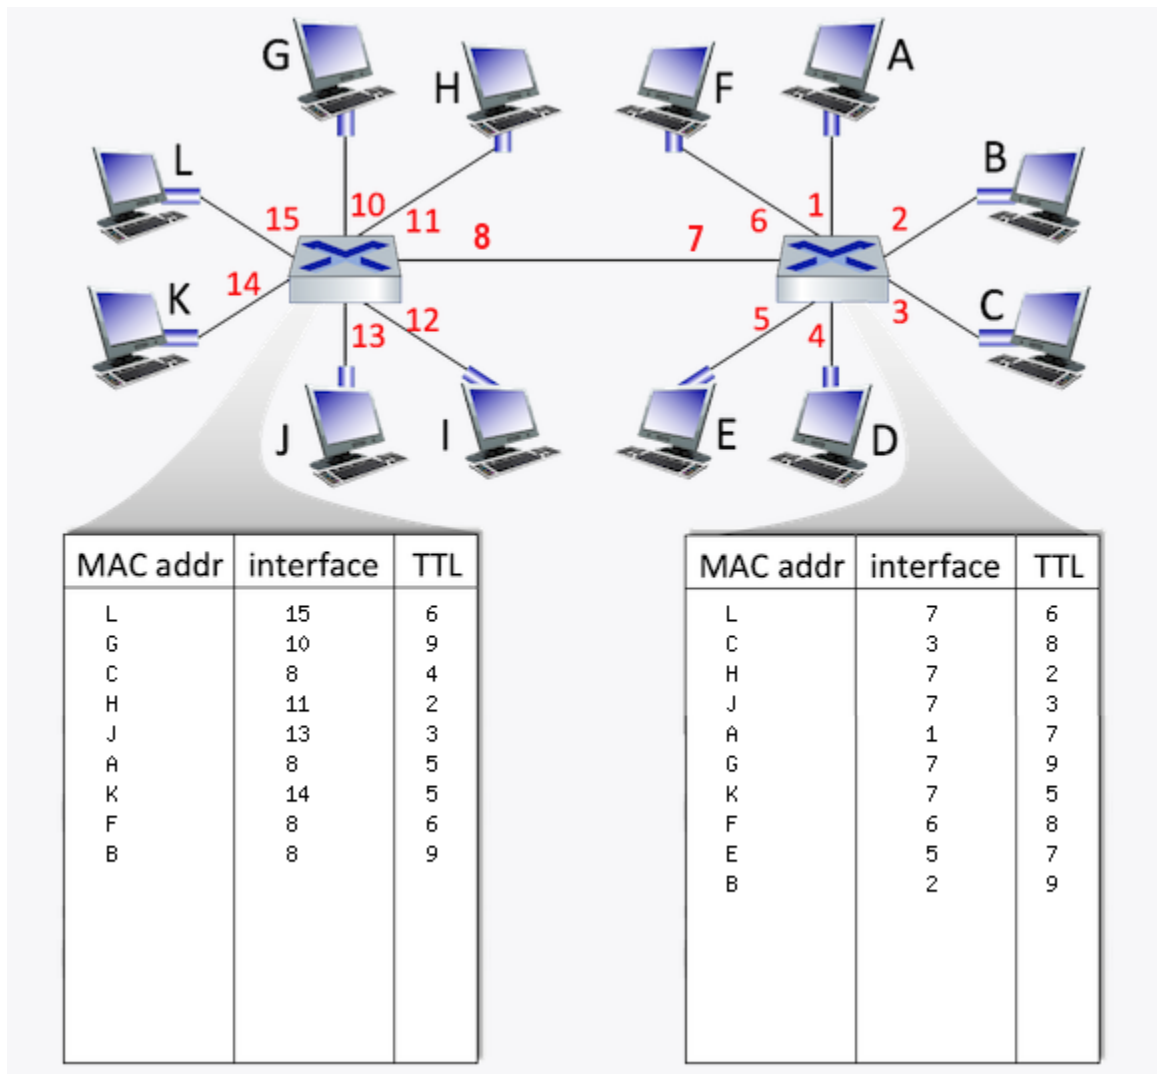 G
H
F
A
L
B
15
10
11
8
7
6
1
2
K
14
C
13
12
5
4
3
J
I
E
D
MAC addr interface TTL
L 15 6
G 10 9
C 8 4
H 11 2
J 13 3
A 8 5
K 14 5
F 8 6
B 8 9
MAC addr interface TTL
L 7 6
C 3 8
H 7 2
J 7 3
A 1 7
G 7 9
K 7 5
F 6 8
E 5 7
B 2 9